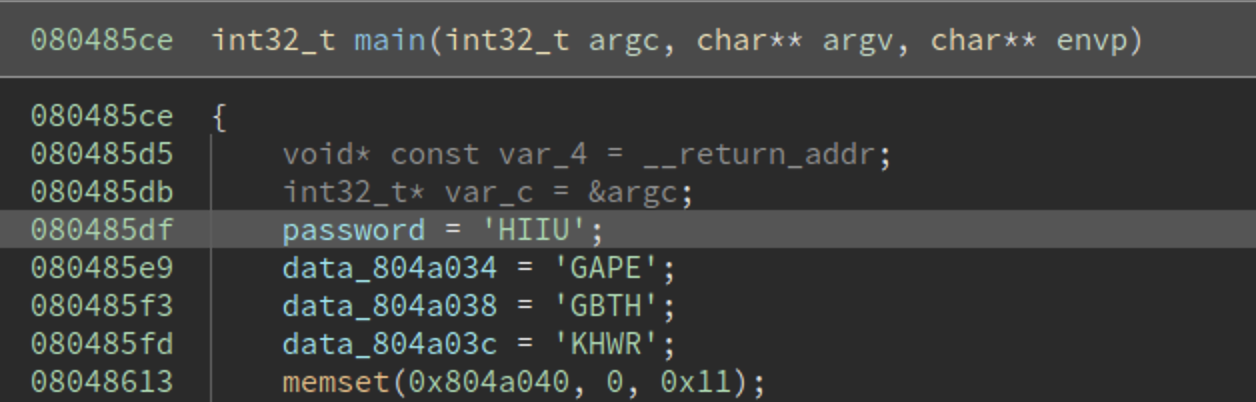 080485ce int32_t main(int32_t argc, char** argv, char** envp)
080485ce {
080485d5 void* const var_4 = __return_addr;
080485db int32_t* var_c = &argc;
080485df password = 'HIIU';
080485e9 data_804a034 = 'GAPE';
080485f3 data_804a038 = 'GBTH';
080485fd data_804a03c = 'KHWR';
08048613 memset(0x804a040, 0, 0x11);